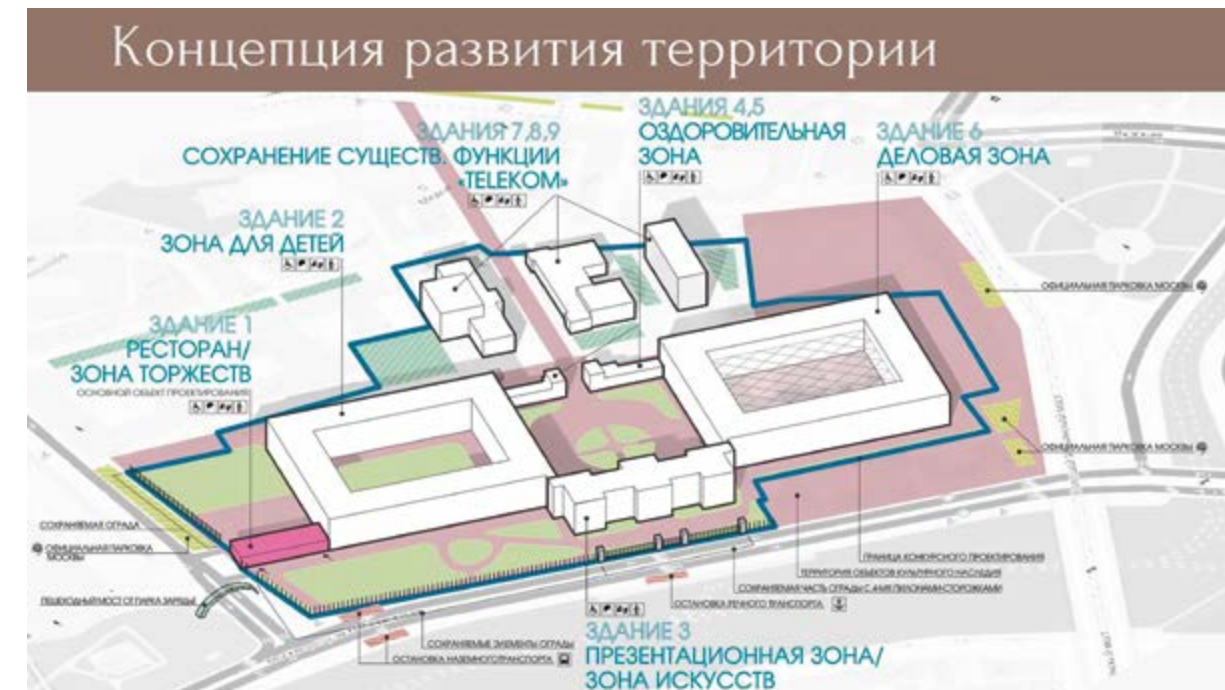 Концепция развития территории
ЗДАНИЯ 4,5
ОЗДОРОВИТЕЛЬНАЯ
ЗОНА
ЗДАНИЕ 6
ДЕЛОВАЯ ЗОНА
ЗДАНИЯ 7,8,9
СОХРАНЕНИЕ СУЩЕСТВ. ФУНКЦИИ
«TELEKOM»
ЗДАНИЕ 2
ЗОНА ДЛЯ ДЕТЕЙ
ЗДАНИЕ 1
РЕСТОРАН/
ЗОНА ТОРЖЕСТВ
ОСНОВНОЙ ОБЪЕКТ ПРОЕКТИРОВАНИЯ
ОФИЦИАЛЬНАЯ ПАРКОВКА МОСКВЫ
ОФИЦИАЛЬНАЯ ПАРКОВКА МОСКВЫ
СОХРАНЯЕМАЯ ОГРАДА
ОФИЦИАЛЬНАЯ ПАРКОВКА
МОСКВЫ
ПЕШЕХОДНЫЙ МОСТ ОТ ПАРКА ЗАРЯДЬЕ
ГРАНИЦА КОНКУРСНОГО ПРОЕКТИРОВАНИЯ
ТЕРРИТОРИЯ ОБЪЕКТОВ КУЛЬТУРНОГО НАСЛЕДИЯ
СОХРАНЯЕМАЯ ЧАСТЬ ОГРАДЫ С 4-МЯ ПИЛОНАМИ-СТОРОЖКАМИ
ОСТАНОВКА РЕЧНОГО ТРАНСПОРТА
СОХРАНЯЕМЫЕ ЭЛЕМЕНТЫ ОГРАДЫ
ОСТАНОВКА НАЗЕМНОГО ТРАНСПОРТА
ЗДАНИЕ 3
ПРЕЗЕНТАЦИОННАЯ ЗОНА/
ЗОНА ИСКУССТВ